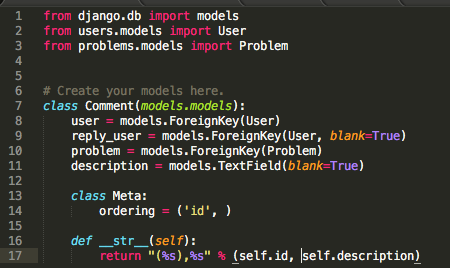 1 from django.db import models
2 from users.models import User
3 from problems.models import Problem
4
5
6 # Create your models here.
7 class Comment(models.models):
8     user = models.ForeignKey(User)
9     reply_user = models.ForeignKey(User, blank=True)
10     problem = models.ForeignKey(Problem)
11     description = models.TextField(blank=True)
12
13     class Meta:
14         ordering = ('id', )
15
16     def __str__(self):
17         return "(%s),%s" % (self.id, self.description)